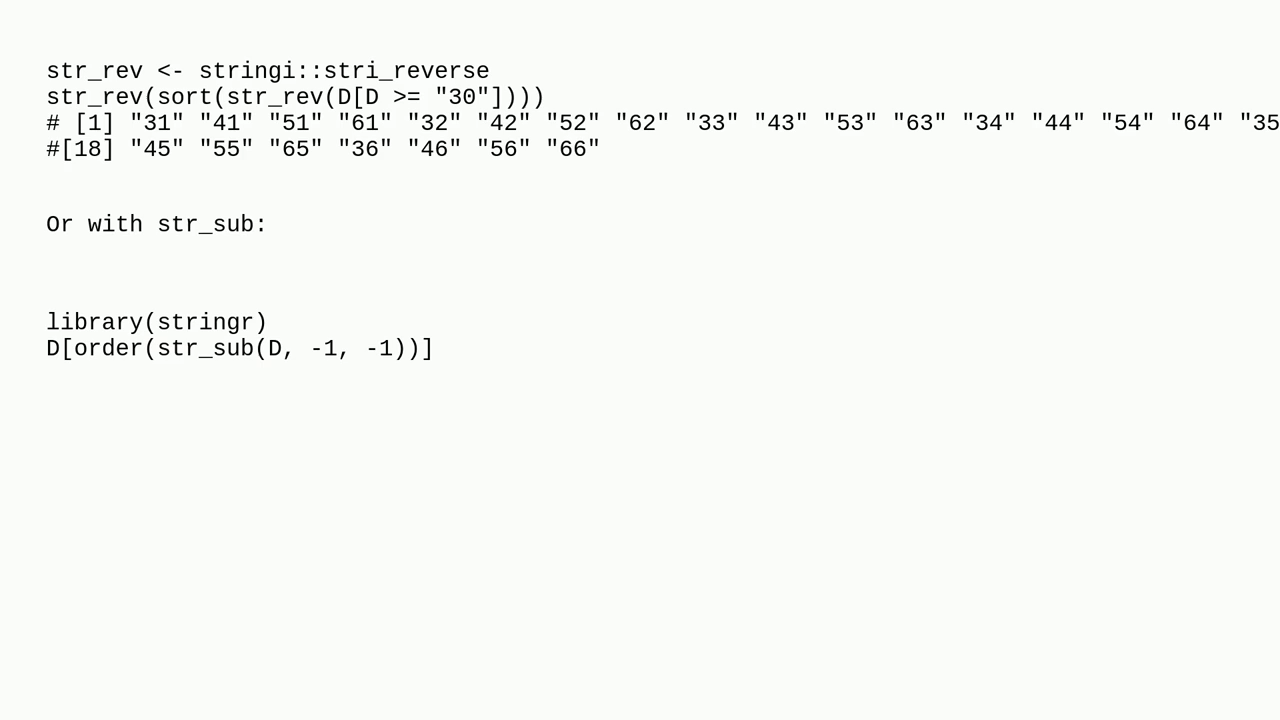 str_rev <- stringi::stri_reverse
str_rev(sort(str_rev(D[D >= "30"])))
# [1] "31" "41" "51" "61" "32" "42" "52" "62" "33" "43" "53" "63" "34" "44" "54" "64" "35
#[18] "45" "55" "65" "36" "46" "56" "66"
Or with str_sub:
library(stringr)
D[order(str_sub(D, -1, -1))]